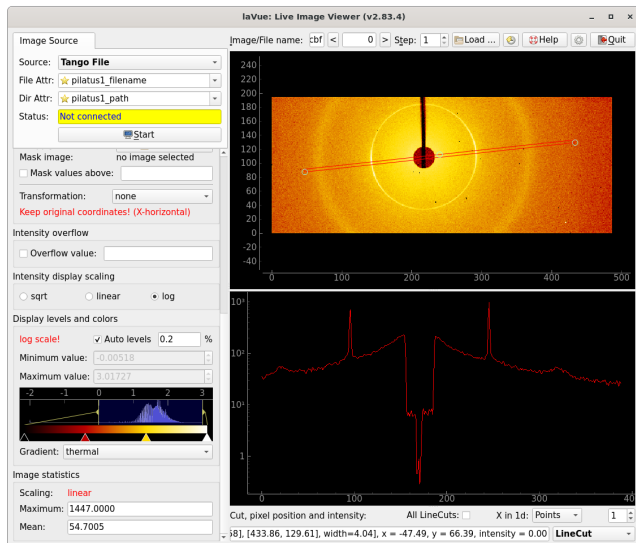 laVue: Live Image Viewer (v2.83.4)
Image Source
Image/File name: cbf < 0 > Step: 1 Load ... Help Quit
Source: Tango File
File Attr: pilatus1_filename
Dir Attr: pilatus1_path
Status: Not connected
Start
Mask image: no image selected
Mask values above:
Transformation: none
Keep original coordinates! (X-horizontal)
Intensity overflow
Overflow value:
Intensity display scaling
sqrt linear log
Display levels and colors
log scale! Auto levels 0.2 %
Minimum value: -0.00518
Maximum value: 3.01727
-2 -1 0 1 2 3
Gradient: thermal
Image statistics
Scaling: linear
Maximum: 1447.0000
Mean: 54.7005
240
220
200
180
160
140
120
100
80
60
40
20
0
-20
-40
0 100 200 300 400 500
10³
10²
10¹
1
0 100 200 300 40
Cut, pixel position and intensity: All LineCuts: X in 1d: Points 1
58], [433.86, 129.61], width=4.04], x = -47.49, y = 66.39, intensity = 0.00 LineCut